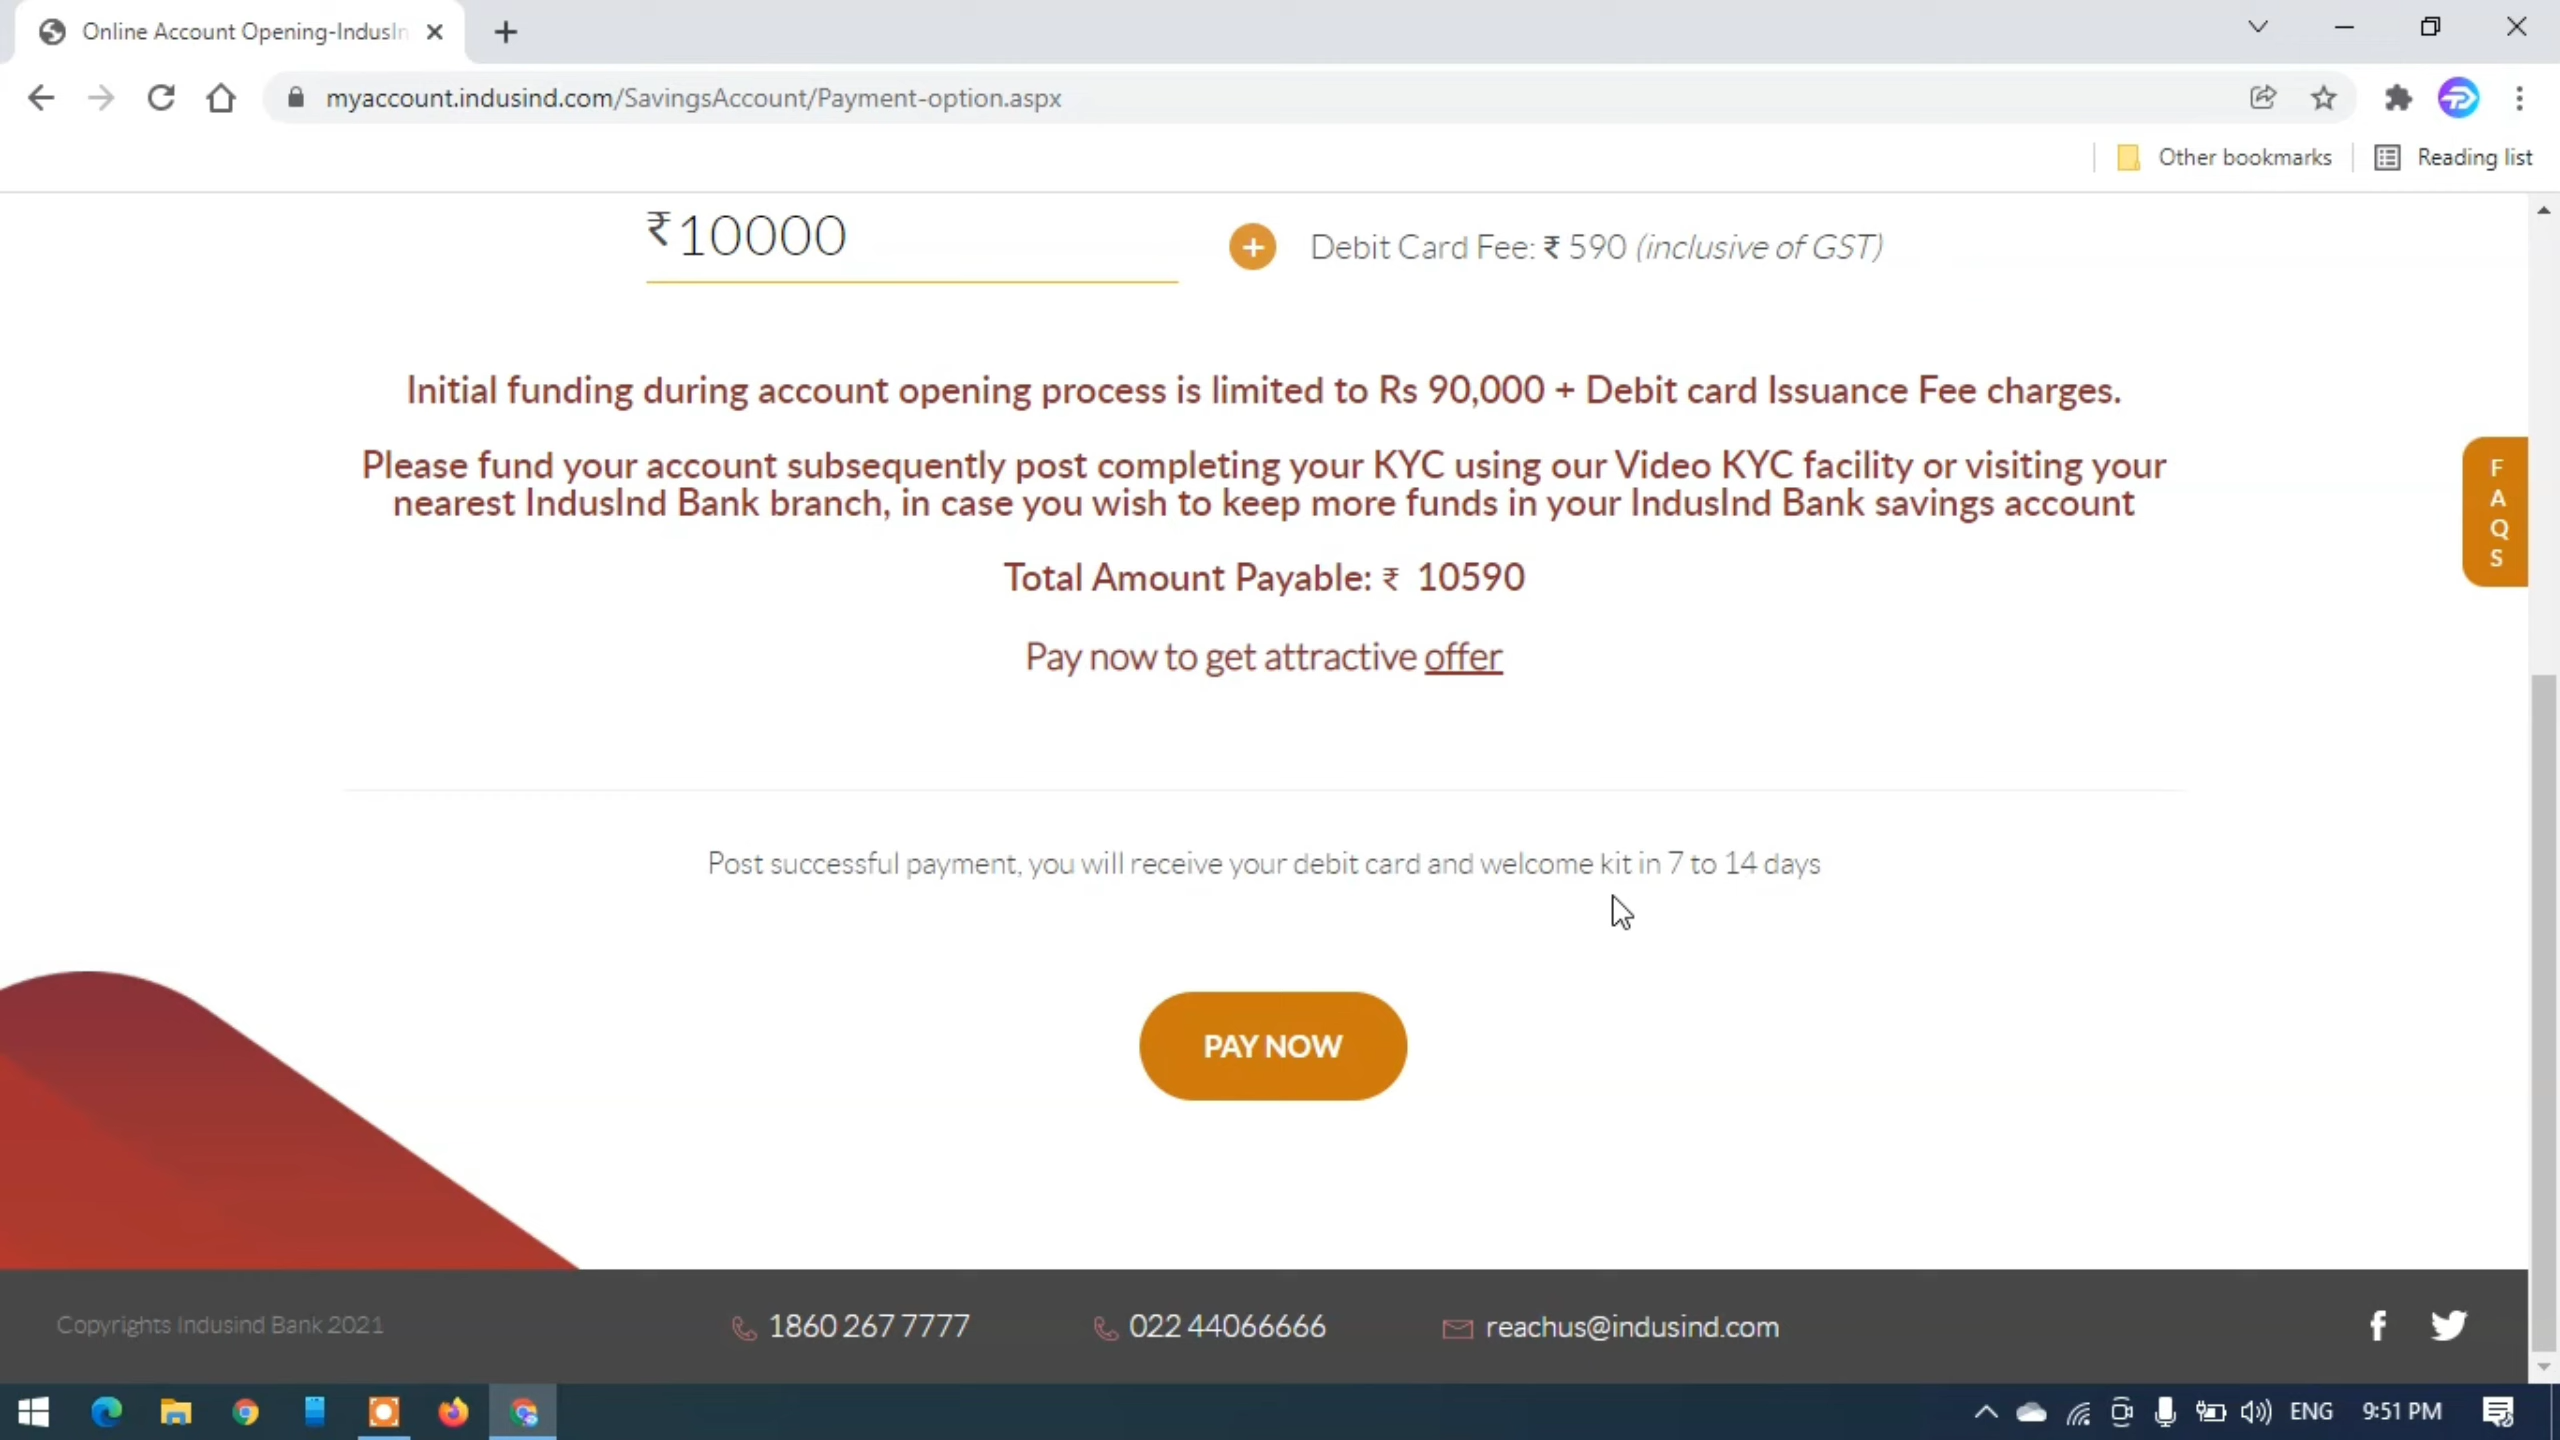 Online Account Opening-IndusIn
myaccount.indusind.com/SavingsAccount/Payment-option.aspx
Other bookmarks
Reading list
₹10000
Debit Card Fee: ₹ 590 (inclusive of GST)
Initial funding during account opening process is limited to Rs 90,000 + Debit card Issuance Fee charges.
Please fund your account subsequently post completing your KYC using our Video KYC facility or visiting your
nearest IndusInd Bank branch, in case you wish to keep more funds in your IndusInd Bank savings account
Total Amount Payable: ₹ 10590
Pay now to get attractive offer
FAQS
Post successful payment, you will receive your debit card and welcome kit in 7 to 14 days
PAY NOW
Copyrights Indusind Bank 2021
1860 267 7777
022 44066666
reachus@indusind.com
ENG
9:51 PM